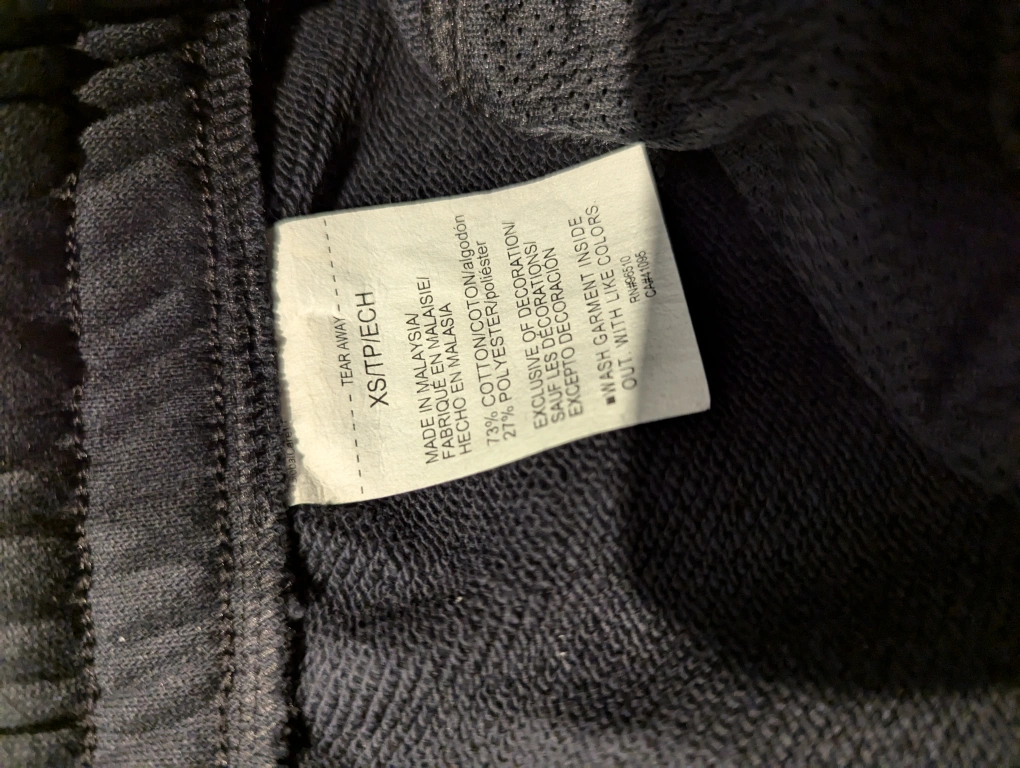 TEAR AWAY
XS/TP/ECH
MADE IN MALAYSIA/
FABRIQUÉ EN MALAISIE/
HECHO EN MALASIA
73% COTTON/COTON/algodón
27% POLYESTER/poliéster
EXCLUSIVE OF DECORATION/
SAUF LES DÉCORATIONS/
EXCEPTO DECORACIÓN
■WASH GARMENT INSIDE
OUT. WITH LIKE COLORS.
RN#96510
CA#41095